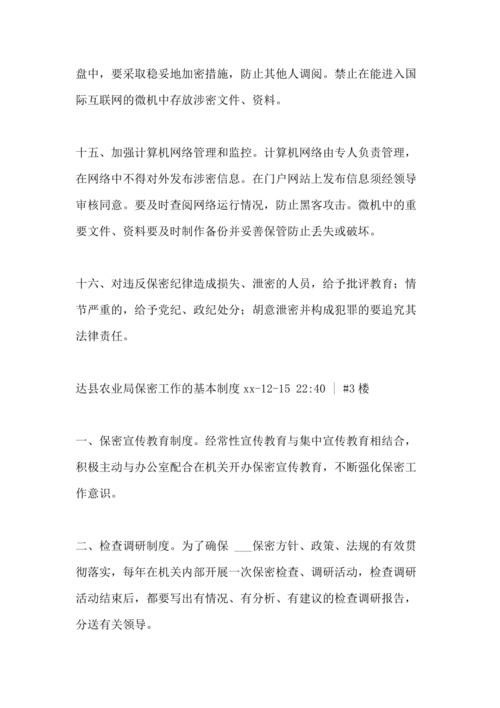 盘中，要采取稳妥地加密措施，防止其他人调阅。禁止在能进入国
际互联网的微机中存放涉密文件、资料。
十五、加强计算机网络管理和监控。计算机网络由专人负责管理，
在网络中不得对外发布涉密信息。在门户网站上发布信息须经领导
审核同意。要及时查阅网络运行情况，防止黑客攻击。微机中的
重要文件、资料要及时制作备份并妥善保管防止丢失或破坏。
十六、对违反保密纪律造成损失、泄密的人员，给予批评教育；情
节严重的，给予党纪、政纪处分；胡意泄密并构成犯罪的要追究其
法律责任。
达县农业局保密工作的基本制度 xx-12-15 22:40 | #3 楼
一、保密宣传教育制度。经常性宣传教育与集中宣传教育相结合，
积极主动与办公室配合在机关开办保密宣传教育，不断强化保密工
作意识。
二、检查调研制度。为了确保 ___保密方针、政策、法规的有效贯
彻落实，每年在机关内部开展一次保密检查、调研活动，检查调研
活动结束后，都要写出有情况、有分析、有建议的检查调研报告，
分送有关领导。